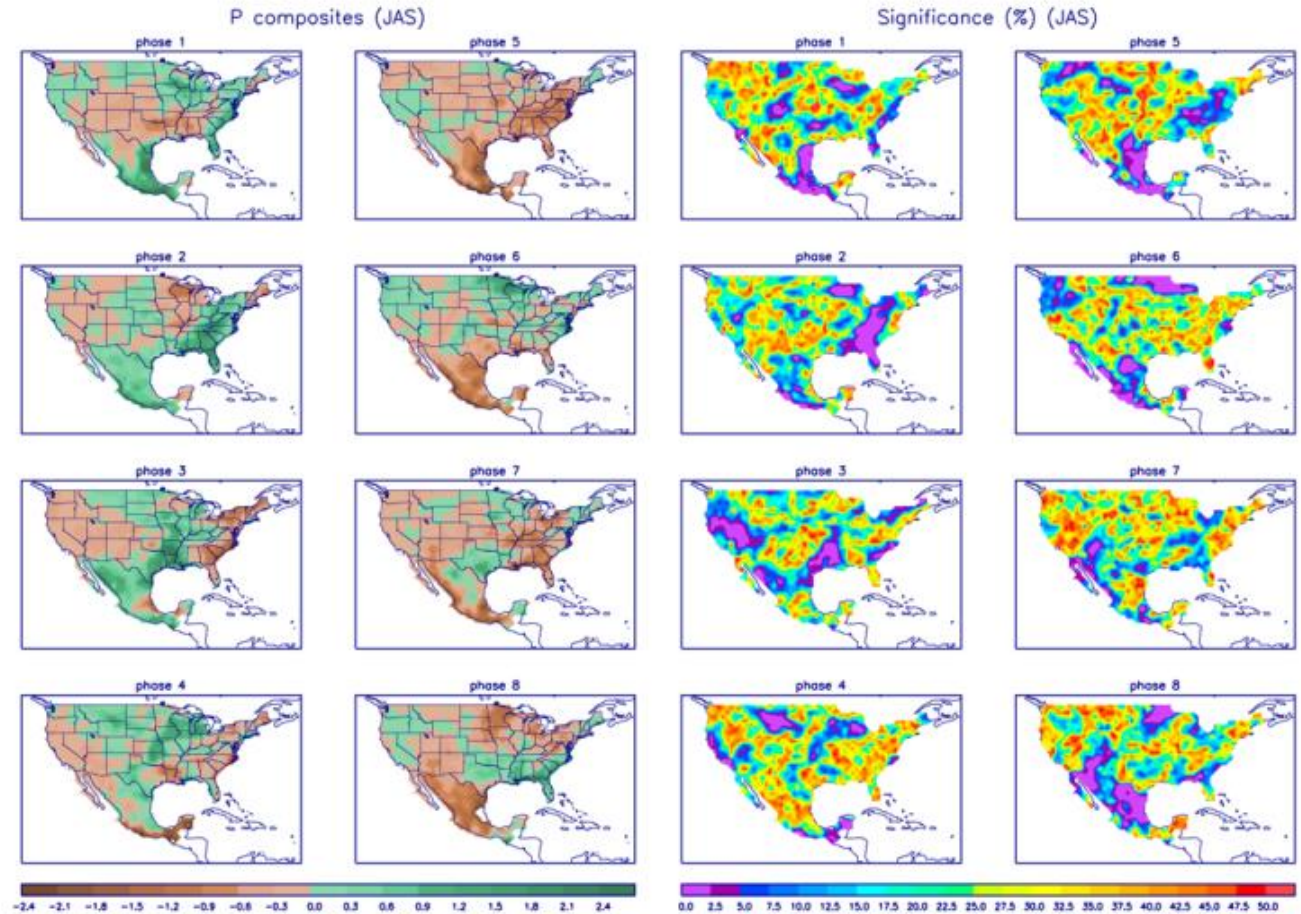 P composites (JAS)
Significance (%) (JAS)
phase 1
phase 5
phase 1
phase 5
phase 2
phase 6
phase 2
phase 6
phase 3
phase 7
phase 3
phase 7
phase 4
phase 8
phase 4
phase 8
-2.4 -2.1 -1.8 -1.5 -1.2 -0.9 -0.6 -0.3 0.0 0.3 0.6 0.9 1.2 1.5 1.8 2.1 2.4
0.0 2.5 5.0 7.5 10.0 12.5 15.0 17.5 20.0 22.5 25.0 27.5 30.0 32.5 35.0 37.5 40.0 42.5 45.0 47.5 50.0